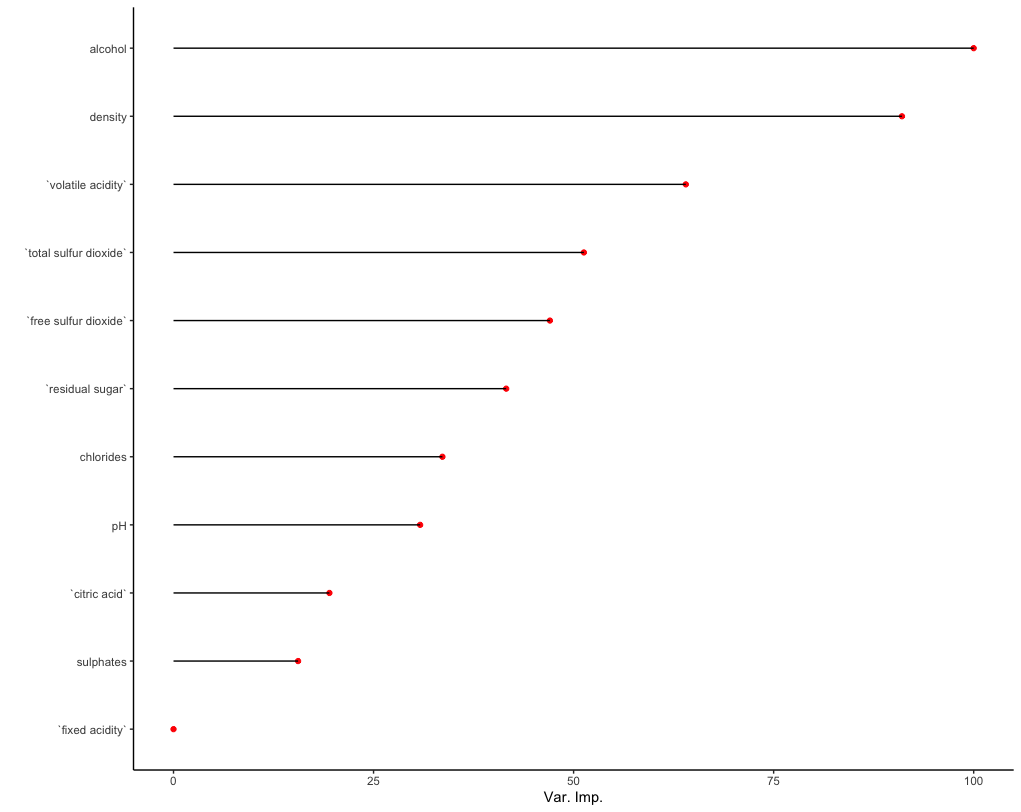 alcohol
density
`volatile acidity`
`total sulfur dioxide`
`free sulfur dioxide`
`residual sugar`
chlorides
pH
`citric acid`
sulphates
`fixed acidity`
0 25 50 75 100
Var. Imp.